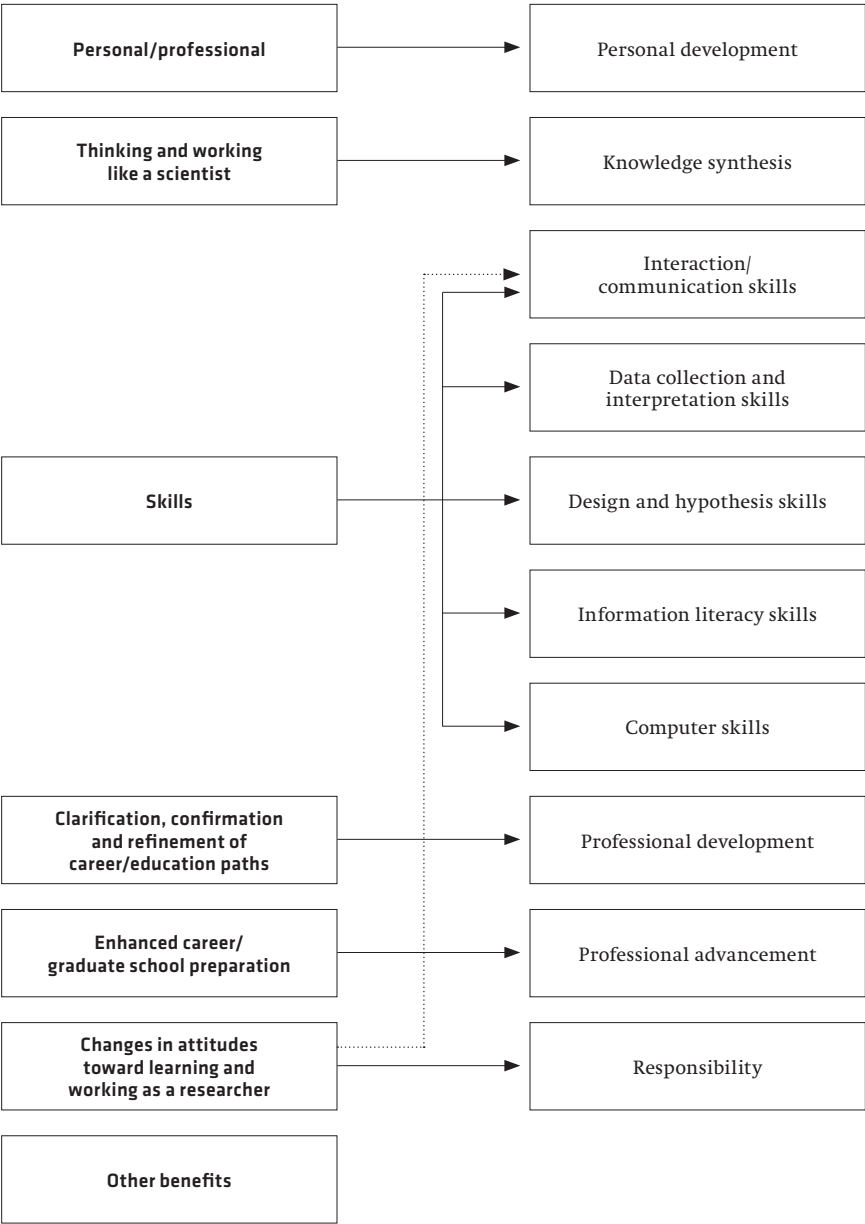 Personal/professional
Personal development
Thinking and working
like a scientist
Knowledge synthesis
Interaction/
communication skills
Data collection and
interpretation skills
Skills
Design and hypothesis skills
Information literacy skills
Computer skills
Clarification, confirmation
and refinement of
career/education paths
Professional development
Enhanced career/
graduate school preparation
Professional advancement
Changes in attitudes
toward learning and
working as a researcher
Responsibility
Other benefits